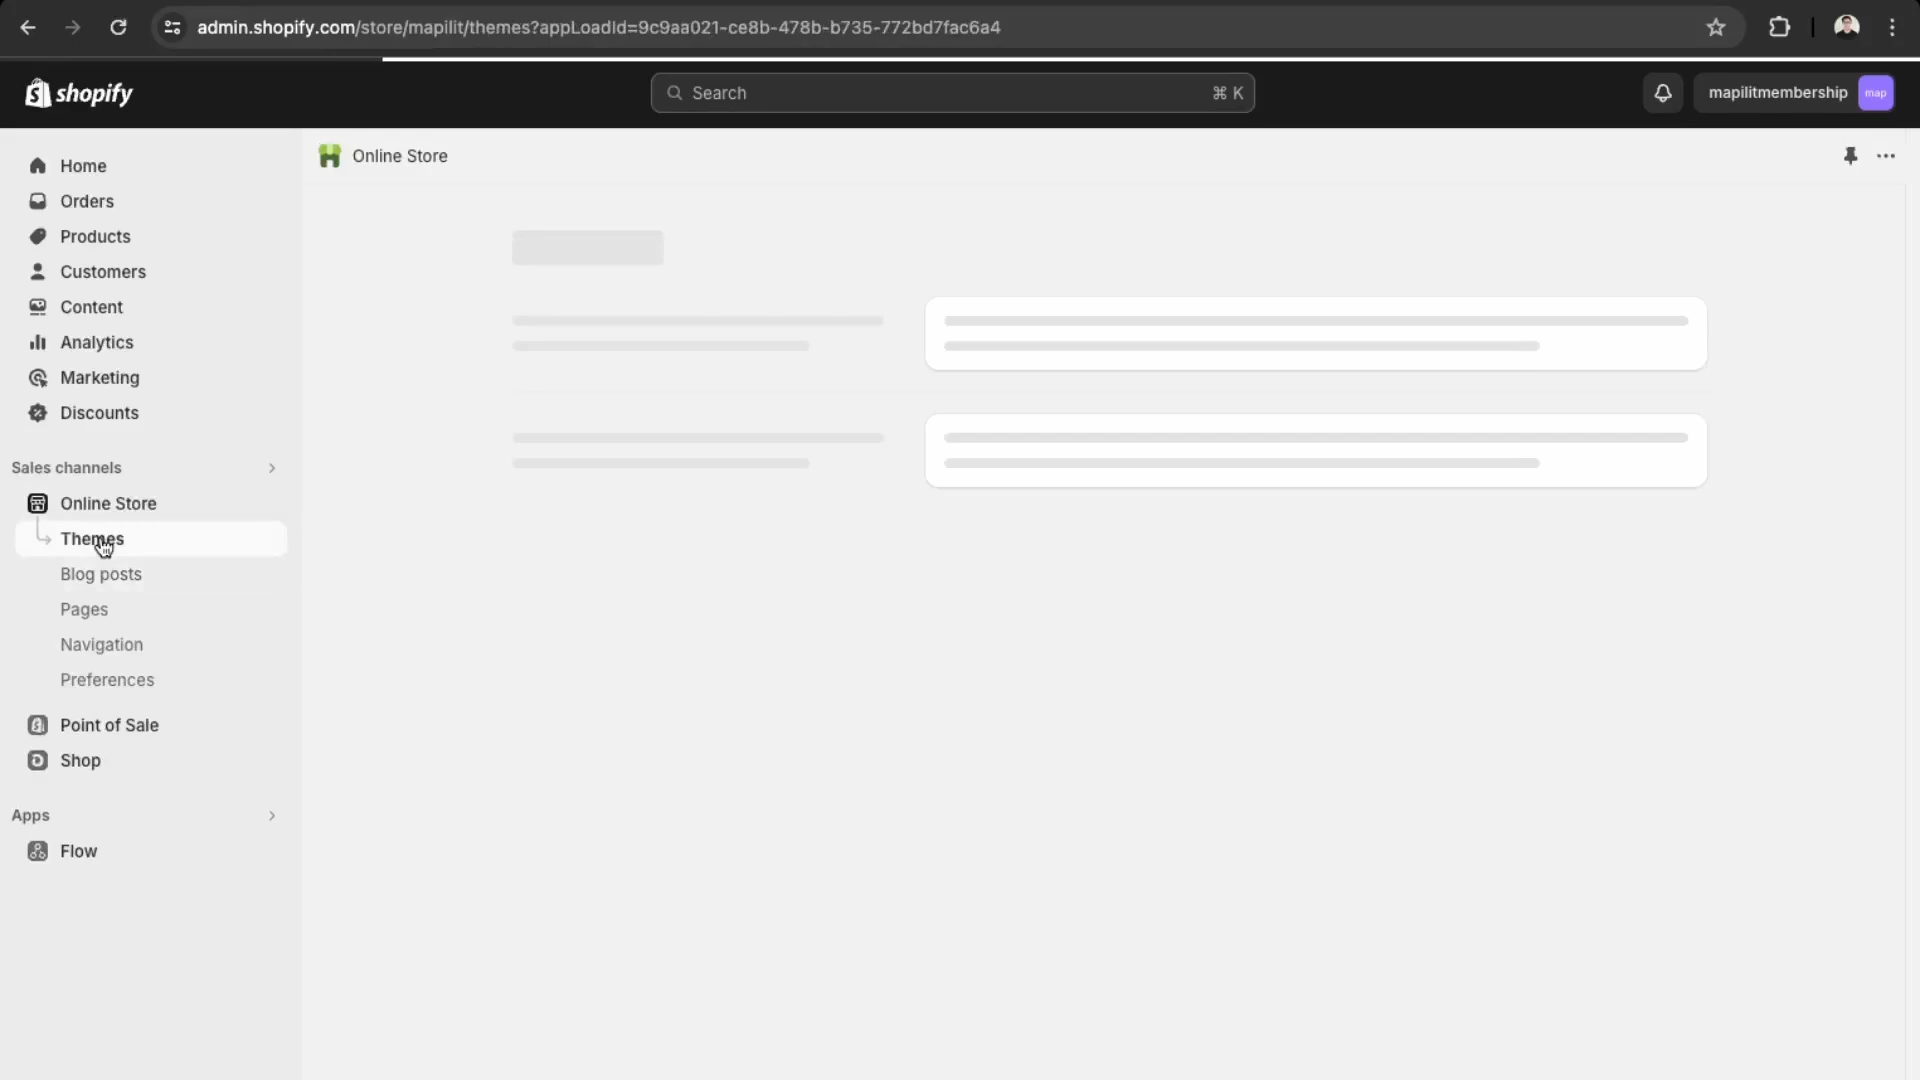 admin.shopify.com/store/mapilit/themes?appLoadId=9c9aa021-ce8b-478b-b735-772bd7fac6a4
shopify
Search
⌘ K
mapilitmembership
map
Home
Orders
Products
Customers
Content
Analytics
Marketing
Discounts
Sales channels
Online Store
Themes
Blog posts
Pages
Navigation
Preferences
Point of Sale
Shop
Apps
Flow
Online Store